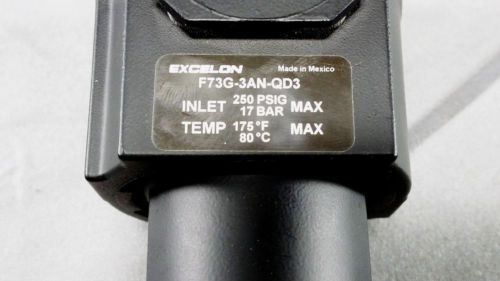 EXCELON Made in Mexico
F73G-3AN-QD3
INLET 250 PSIG MAX
17 BAR
TEMP 175°F MAX
80°C